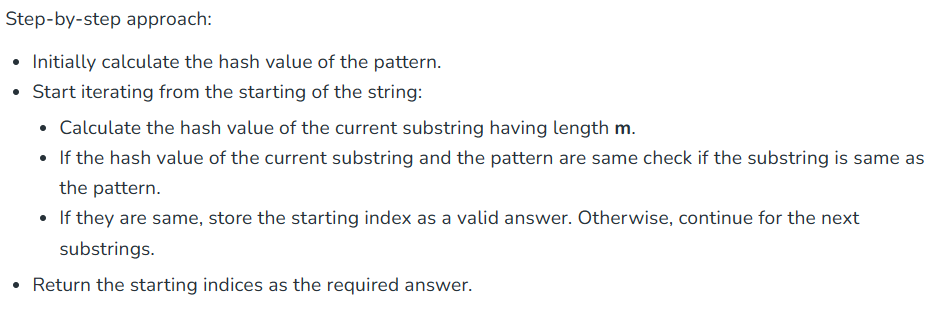 Step-by-step approach:
• Initially calculate the hash value of the pattern.
• Start iterating from the starting of the string:
• Calculate the hash value of the current substring having length m.
• If the hash value of the current substring and the pattern are same check if the substring is same as
the pattern.
• If they are same, store the starting index as a valid answer. Otherwise, continue for the next
substrings.
• Return the starting indices as the required answer.